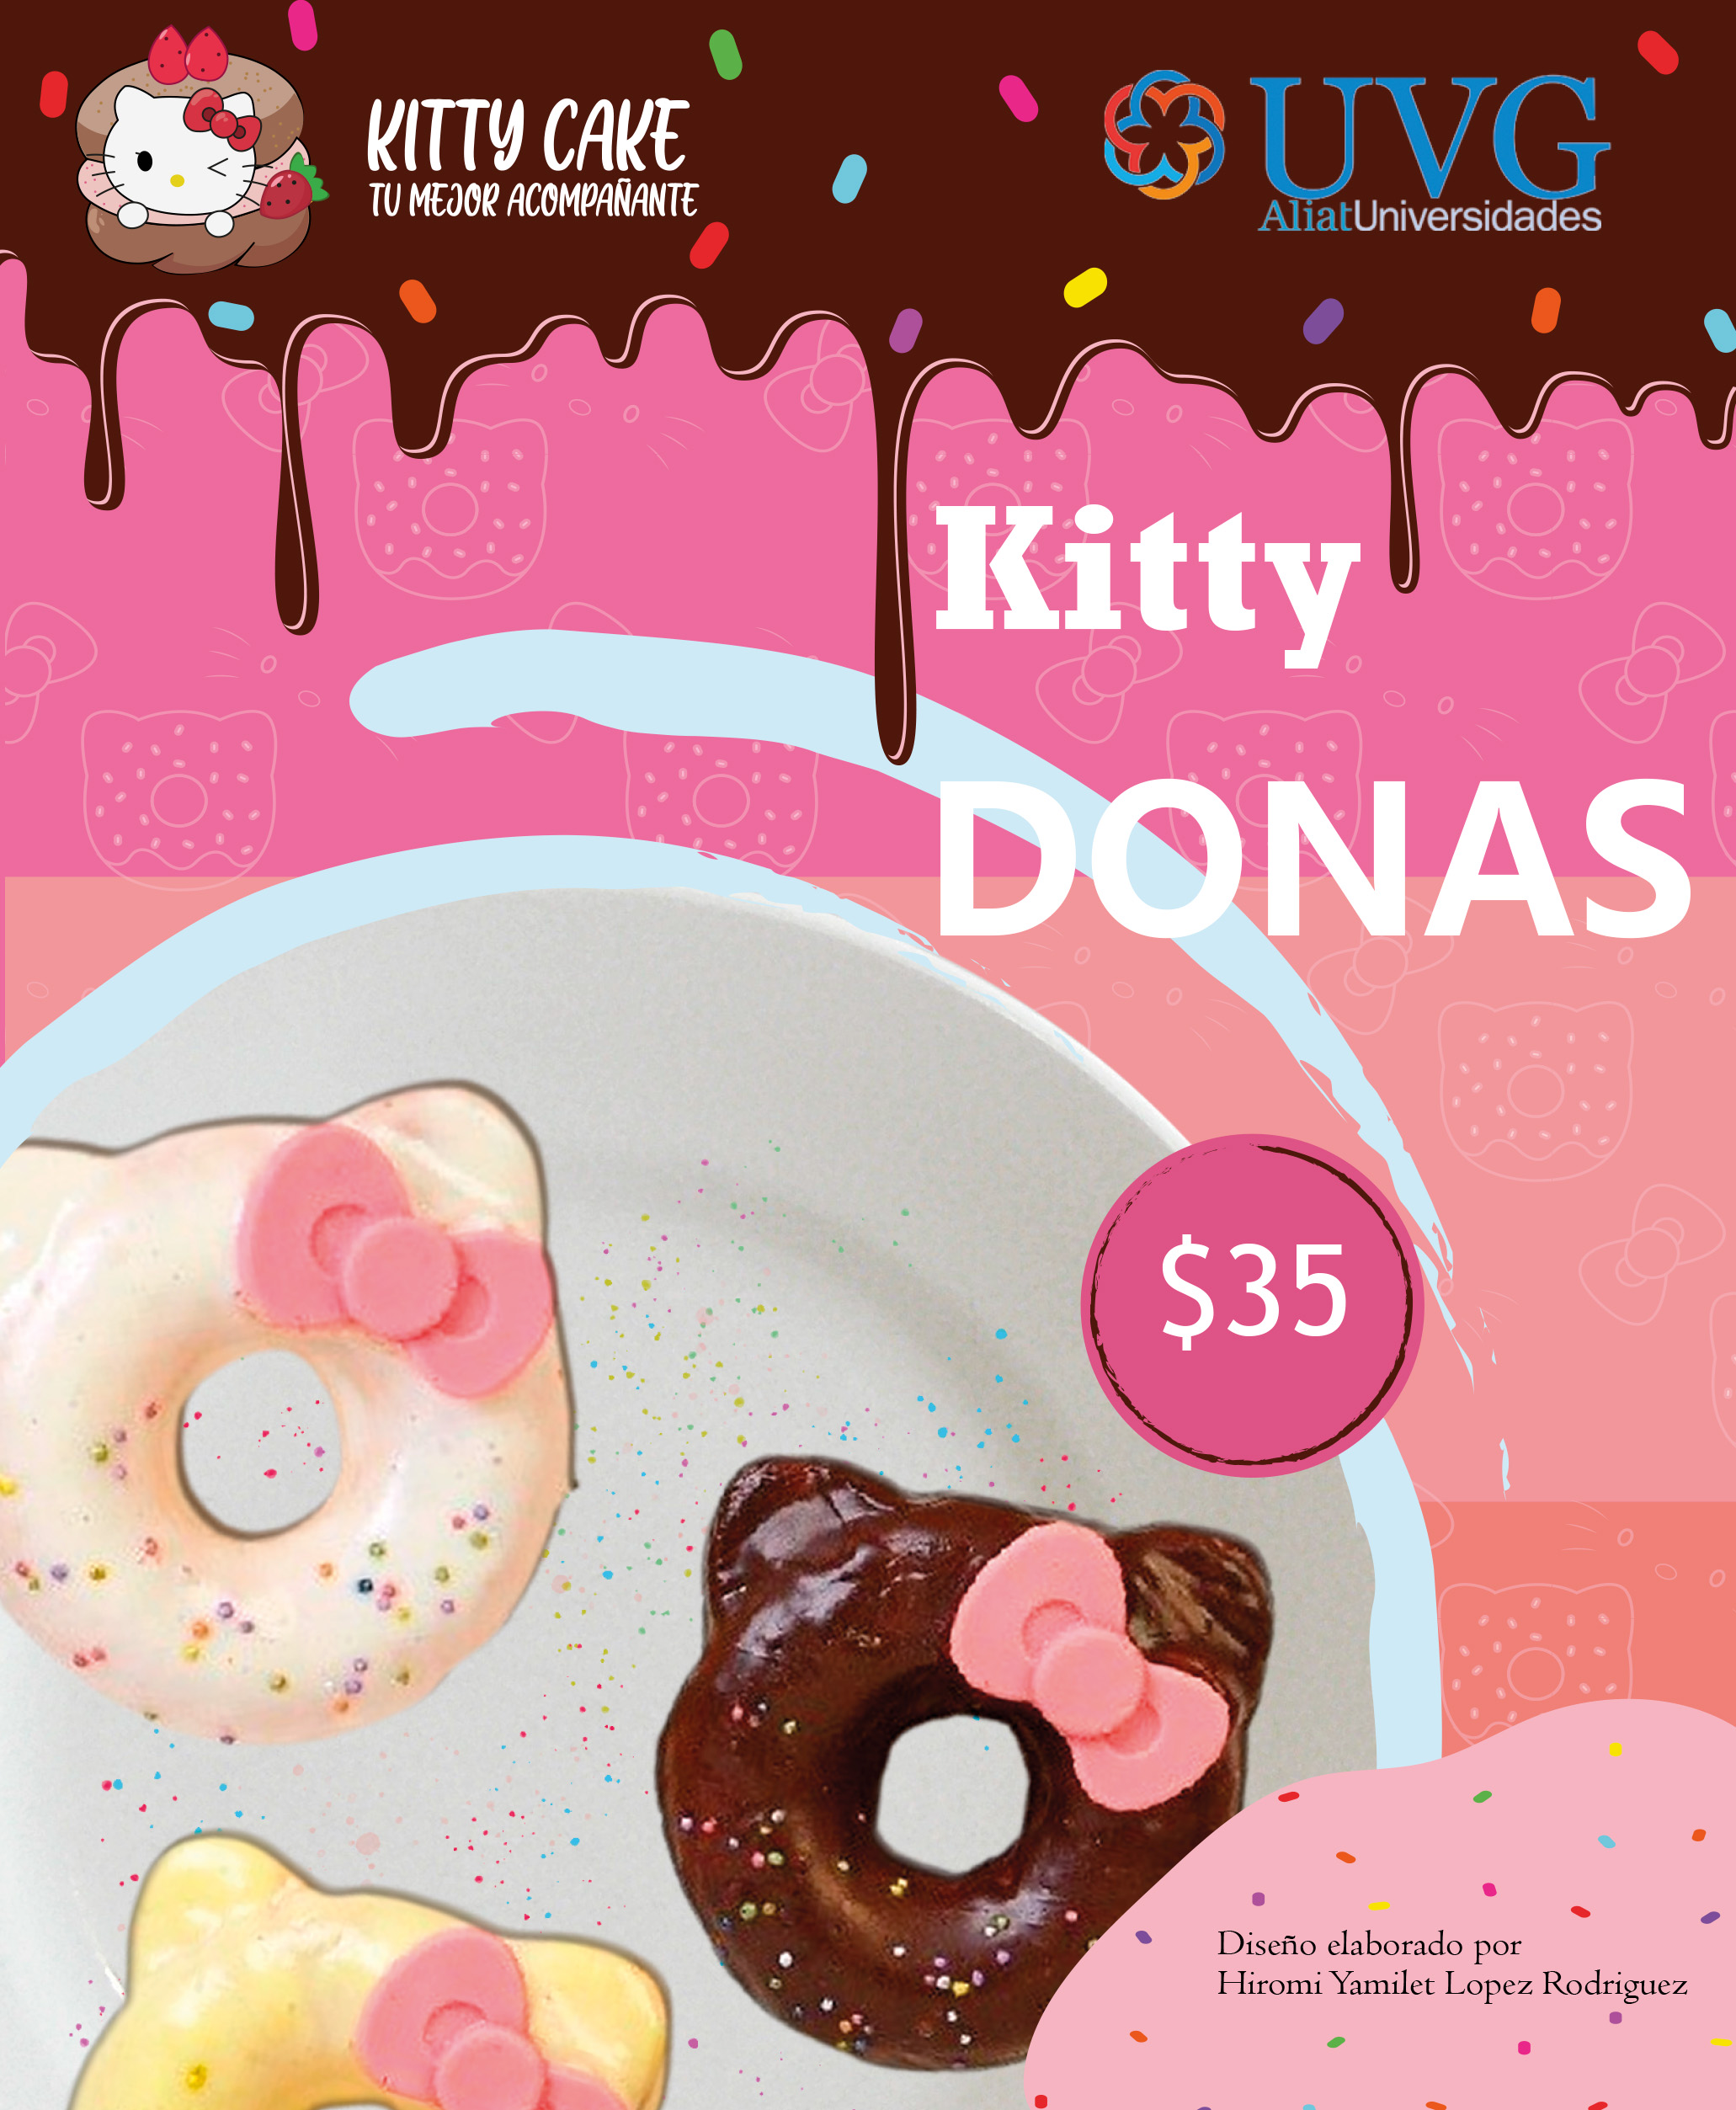 KITTY CAKE
TU MEJOR ACOMPAÑANTE
UVG
AliatUniversidades
Kitty
DONAS
$35
Diseño elaborado por
Hiromi Yamilet Lopez Rodriguez